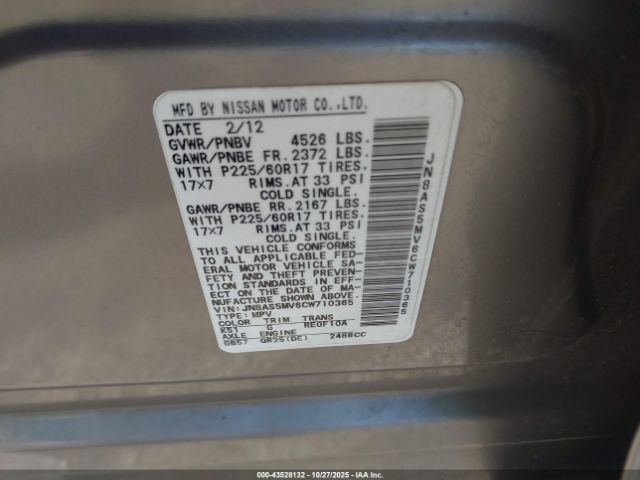 MFD BY NISSAN MOTOR CO.,LTD.
DATE 2/12
GVWR/PNBV 4526 LBS.
GAWR/PNBE FR. 2372 LBS.
WITH P225/60R17 TIRES.
17x7 RIMS.AT 33 PSI
COLD SINGLE.
GAWR/PNBE RR. 2167 LBS.
WITH P225/60R17 TIRES.
17x7 RIMS.AT 33 PSI
COLD SINGLE.
THIS VEHICLE CONFORMS
TO ALL APPLICABLE FED-
ERAL MOTOR VEHICLE SA-
FETY AND THEFT PREVEN-
TION STANDARDS IN EFF-
ECT ON THE DATE OF MA-
NUFACTURE SHOWN ABOVE.
VIN: JN8AS5MV6CW710365
TYPE: MPV
COLOR TRIM TRANS
K51 G RE0F10A
AXLE ENGINE
GB57 QR25(DE) 2488CC
JN8AS5MV6CW710365
000-43528132 - 10/27/2025 - IAA Inc.